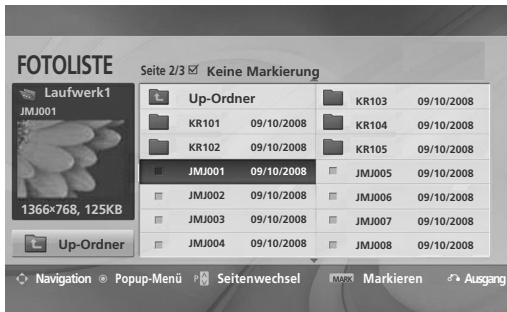 FOTOLISTE
Seite 2/3 ☑ Keine Markierung
Laufwerk1
JMJ001
1366x768, 125KB
Up-Ordner
Up-Ordner
KR101 09/10/2008
KR102 09/10/2008
JMJ001 09/10/2008
JMJ002 09/10/2008
JMJ003 09/10/2008
JMJ004 09/10/2008
KR103 09/10/2008
KR104 09/10/2008
KR105 09/10/2008
JMJ005 09/10/2008
JMJ006 09/10/2008
JMJ007 09/10/2008
JMJ008 09/10/2008
Navigation Popup-Menü P Seitenwechsel MARK Markieren Ausgang